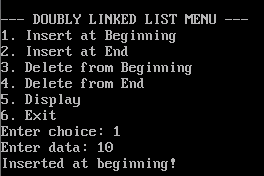 --- DOUBLY LINKED LIST MENU ---
1. Insert at Beginning
2. Insert at End
3. Delete from Beginning
4. Delete from End
5. Display
6. Exit
Enter choice: 1
Enter data: 10
Inserted at beginning!